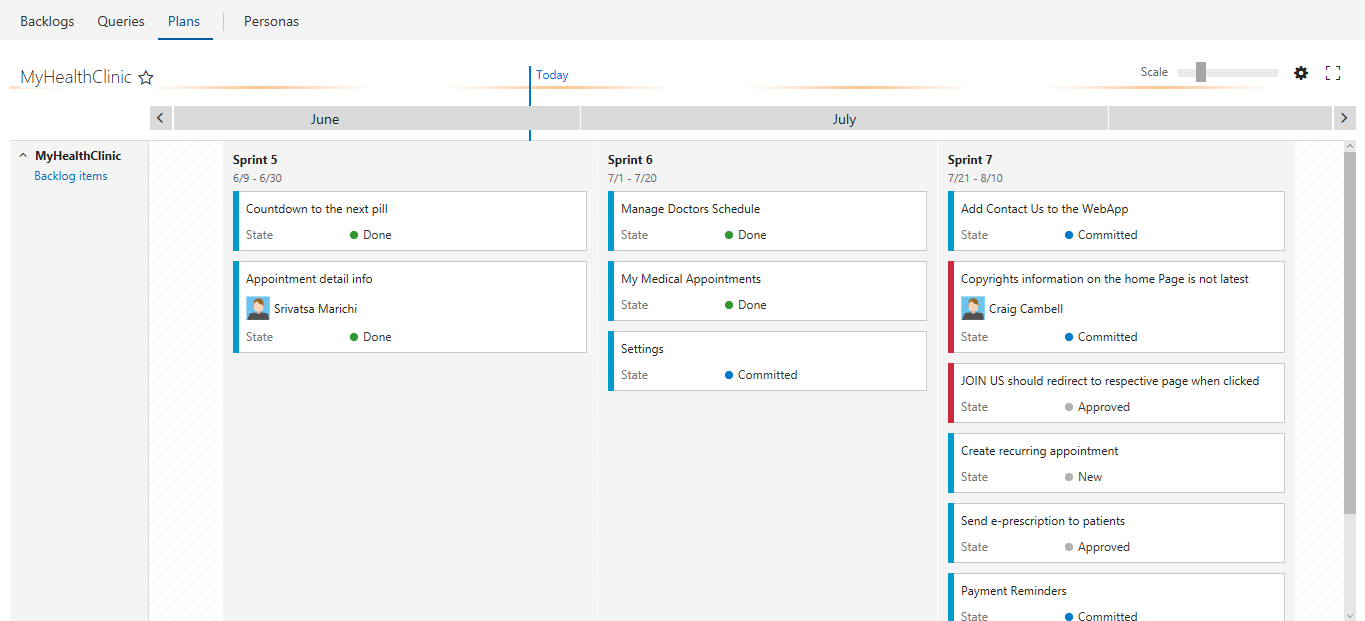 Backlogs Queries Plans Personas
MyHealthClinic
Today
Scale
June July
MyHealthClinic
Backlog items
Sprint 5
6/9 - 6/30
Countdown to the next pill
State Done
Appointment detail info
Srivatsa Marichi
State Done
Sprint 6
7/1 - 7/20
Manage Doctors Schedule
State Done
My Medical Appointments
State Done
Settings
State Committed
Sprint 7
7/21 - 8/10
Add Contact Us to the WebApp
State Committed
Copyrights information on the home Page is not latest
Craig Cambell
State Committed
JOIN US should redirect to respective page when clicked
State Approved
Create recurring appointment
State New
Send e-prescription to patients
State Approved
Payment Reminders
State Committed